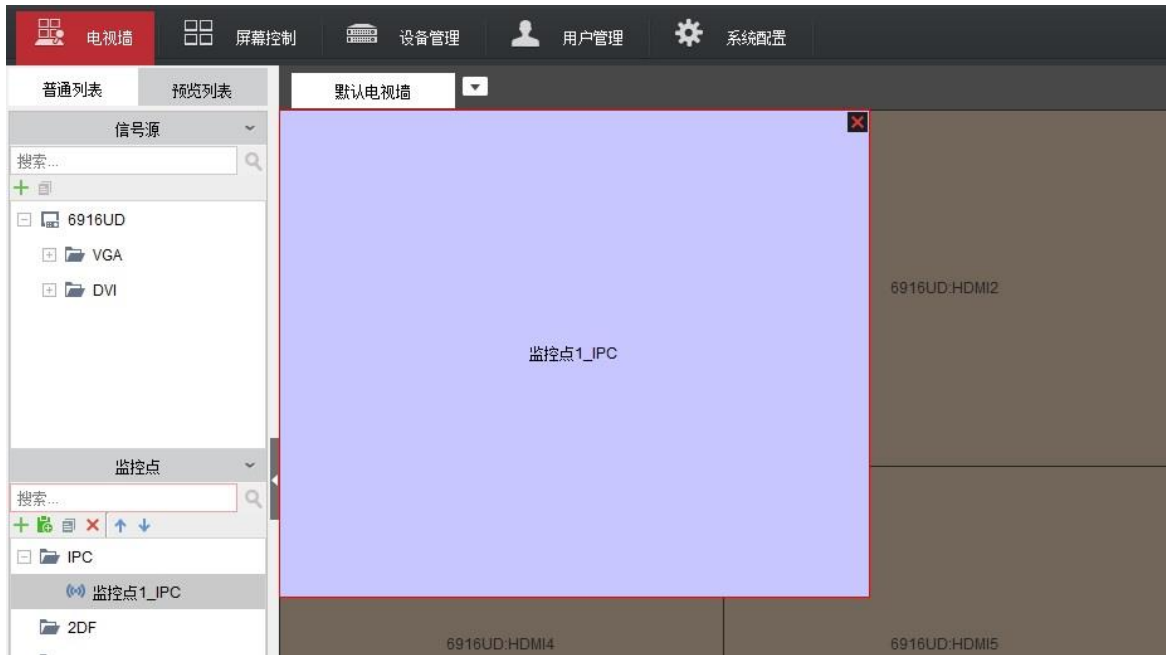 电视墙 屏幕控制 设备管理 用户管理 系统配置
普通列表 预览列表 默认电视墙
信号源
搜索...
6916UD
VGA
DVI
6916UD:HDMI2
监控点1_IPC
监控点
搜索...
IPC
监控点1_IPC
2DF
6916UD:HDMI4 6916UD:HDMI5